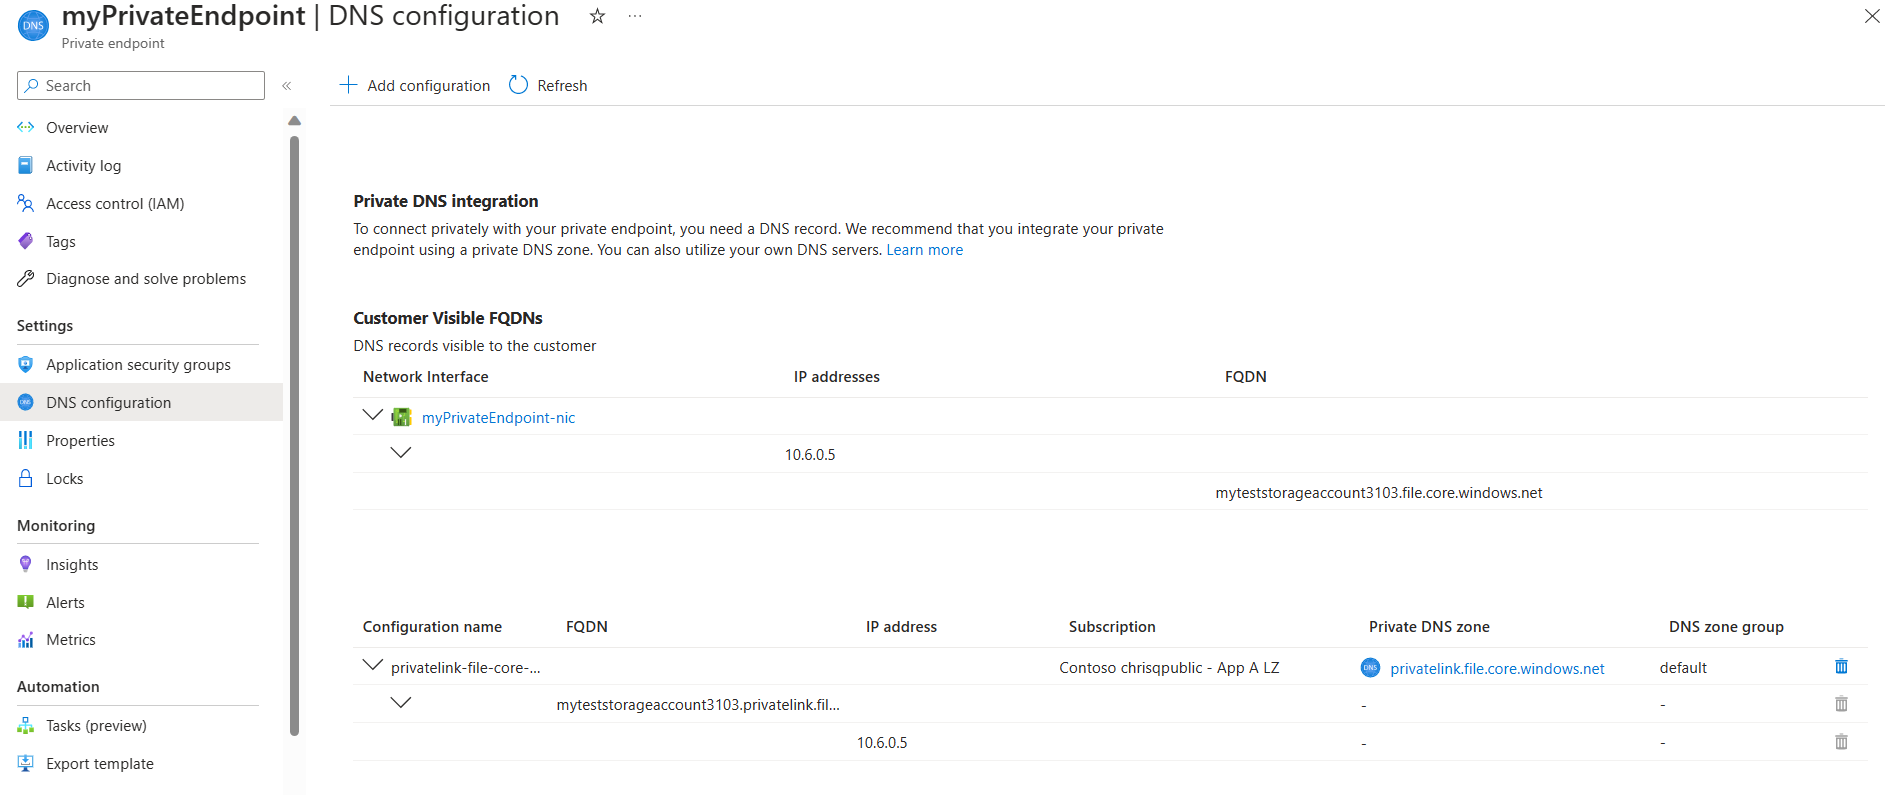 myPrivateEndpoint | DNS configuration
Private endpoint
Search
Add configuration
Refresh
Overview
Activity log
Access control (IAM)
Tags
Diagnose and solve problems
Settings
Application security groups
DNS configuration
Properties
Locks
Monitoring
Insights
Alerts
Metrics
Automation
Tasks (preview)
Export template
Private DNS integration
To connect privately with your private endpoint, you need a DNS record. We recommend that you integrate your private
endpoint using a private DNS zone. You can also utilize your own DNS servers. Learn more
Customer Visible FQDNs
DNS records visible to the customer
Network Interface IP addresses FQDN
myPrivateEndpoint-nic
10.6.0.5
myteststorageaccount3103.file.core.windows.net
Configuration name FQDN IP address Subscription Private DNS zone DNS zone group
privatelink-file-core-... Contoso chrisqpublic - App A LZ DNS privatelink.file.core.windows.net default
myteststorageaccount3103.privatelink.fil... - -
10.6.0.5 - -